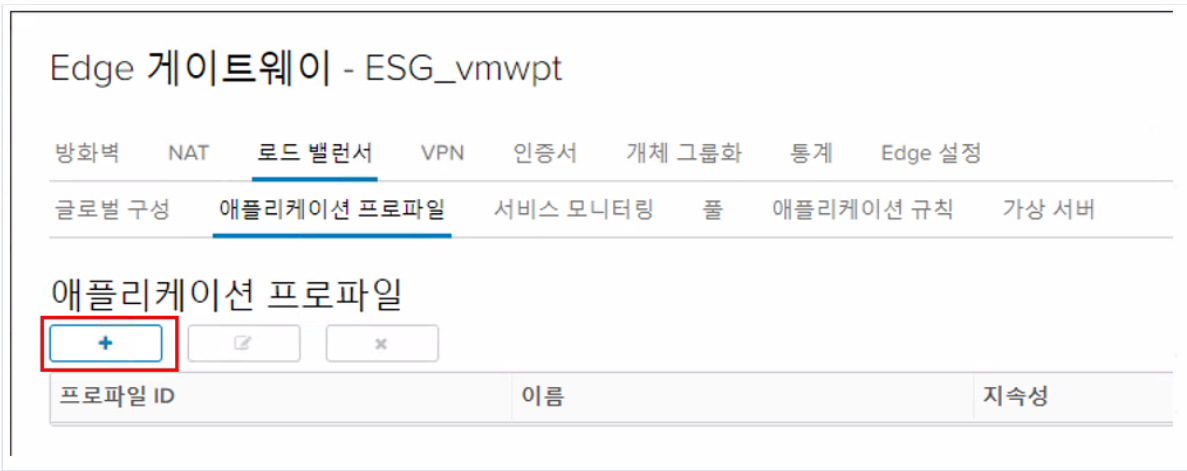 Edge 게이트웨이 - ESG_vmwpt
방화벽 NAT 로드 밸런서 VPN 인증서 개체 그룹화 통계 Edge 설정
글로벌 구성 애플리케이션 프로파일 서비스 모니터링 풀 애플리케이션 규칙 가상 서버
애플리케이션 프로파일
프로파일 ID 이름 지속성